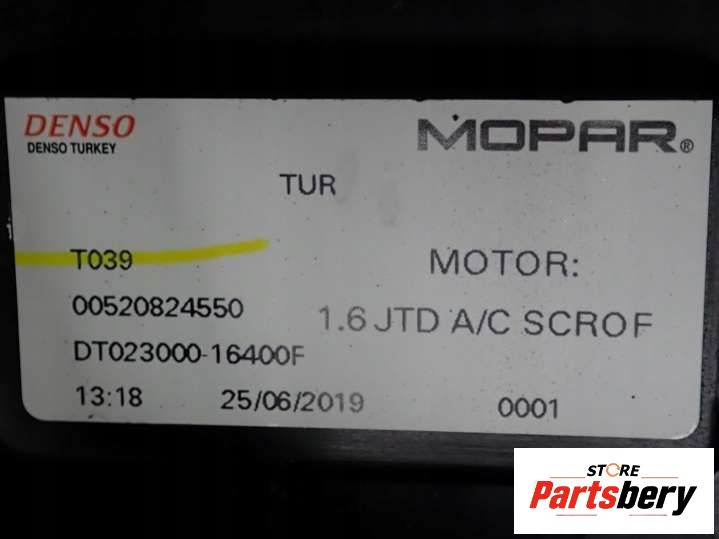 DENSO
DENSO TURKEY
MOPAR®
TUR
T039
MOTOR:
00520824550
1.6 JTD A/C SCROF
DT023000-16400F
13:18 25/06/2019 0001
STORE
Partsbery